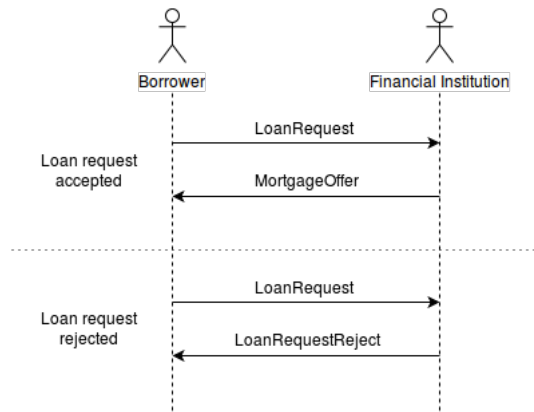 Borrower
Financial Institution
LoanRequest
Loan request
accepted
MortgageOffer
LoanRequest
Loan request
rejected
LoanRequestReject